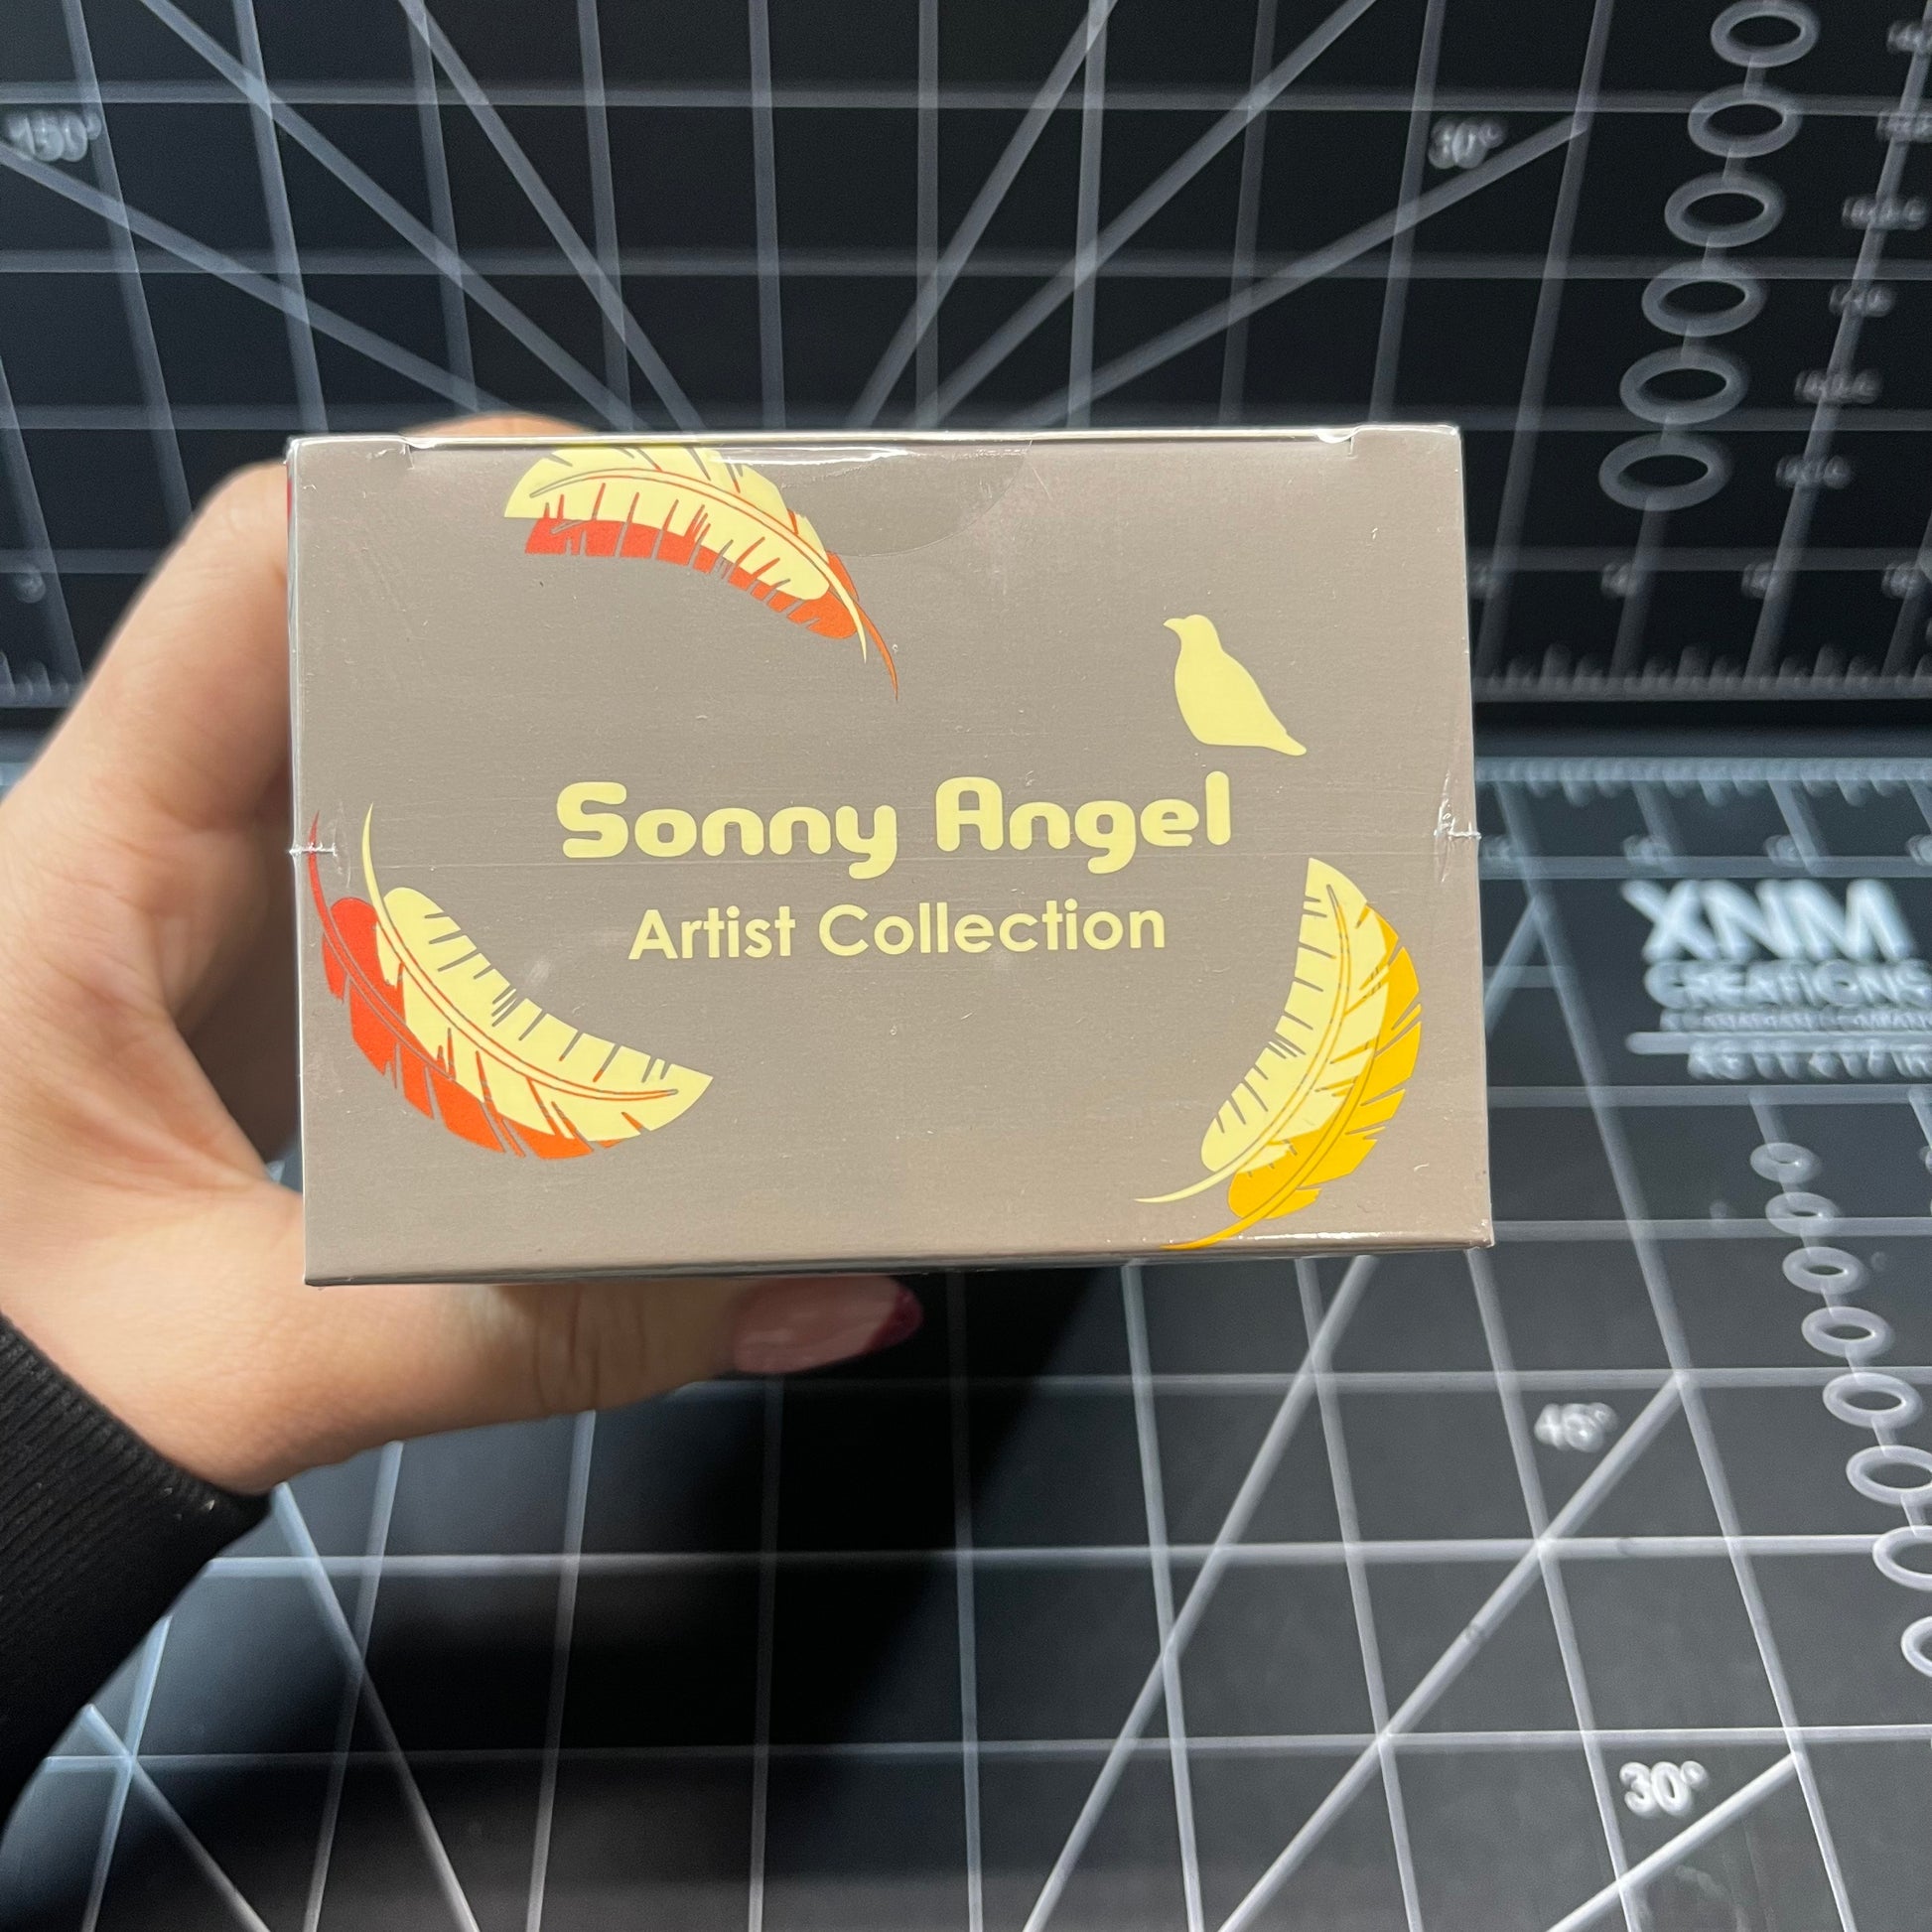 150°
30°
Sonny Angel
Artist Collection
XNM
CREATIONS
45°
30°